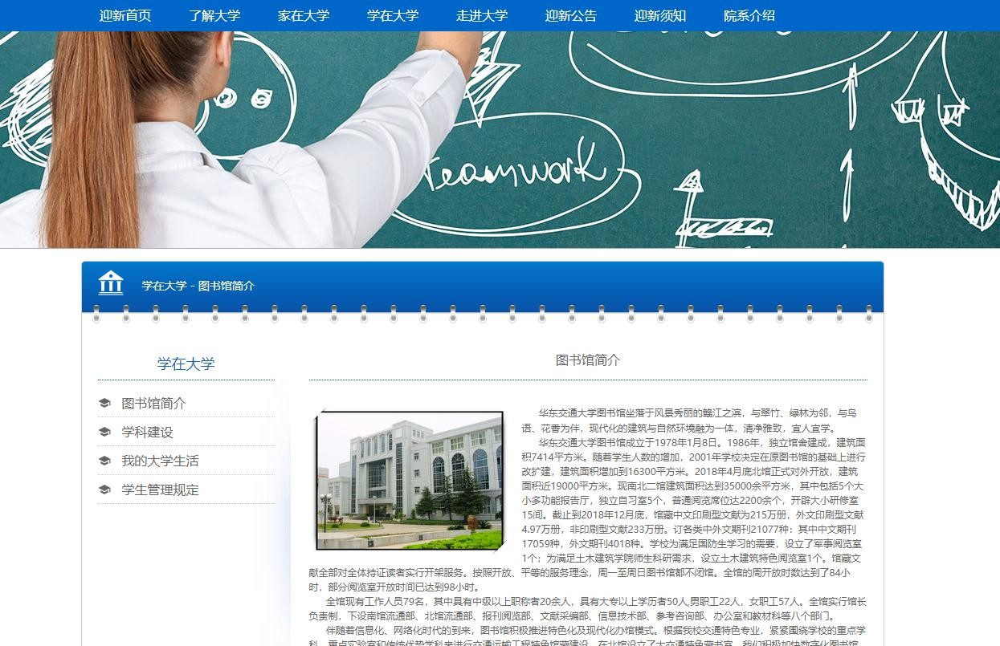 迎新首页 了解大学 家在大学 学在大学 走进大学 迎新公告 迎新须知 院系介绍
Teamwork
学在大学 - 图书馆简介
学在大学
图书馆简介
学科建设
我的大学生活
学生管理规定
图书馆简介
华东交通大学图书馆坐落于风景秀丽的赣江之滨，与翠竹、绿林为邻，与鸟
语、花香为伴，现代化的建筑与自然环境融为一体，清净雅致，宜人宜学。
华东交通大学图书馆成立于1978年1月8日。1986年，独立馆舍建成，建筑面
积7414平方米。随着学生人数的增加，2001年学校决定在原图书馆的基础上进行
改扩建，建筑面积增加到16300平方米。2018年4月底北馆正式对外开放，建筑
面积近19000平方米。现南北二馆建筑面积达到35000余平方米，其中包括5个大
小多功能报告厅，独立自习室5个，普通阅览席位达2200余个，开辟大小研修室
15间。截止到2018年12月底，馆藏中文印刷型文献为215万册，外文印刷型文献
4.97万册，非印刷型文献233万册。订各类中外文期刊21077种：其中中文期刊
17059种，外文期刊4018种。学校为满足国防生学习的需要，设立了军事阅览室
1个；为满足土木建筑学院师生科研需求，设立土木建筑特色阅览室1个。馆藏文
献全部对全体持证读者实行开架服务。按照开放、平等的服务理念，周一至周日图书馆都不闭馆。全馆的周开放时数达到了84小
时，部分阅览室开放时间已达到98小时。
全馆现有工作人员79名，其中具有中级以上职称者20余人，具有大专以上学历者50人,男职工22人，女职工57人。全馆实行馆长
负责制，下设南馆流通部、北馆流通部、报刊阅览部、文献采编部、信息技术部、参考咨询部、办公室和教材科等八个部门。
伴随着信息化、网络化时代的到来，图书馆积极推进特色化及现代化办馆模式。根据我校交通特色专业，紧紧围绕学校的重点学
科、重点实验室和传统优势学科来进行交通运输工程特色馆藏建设，在北馆设立了大交通特色藏书室。我们积极加快数字化图书馆